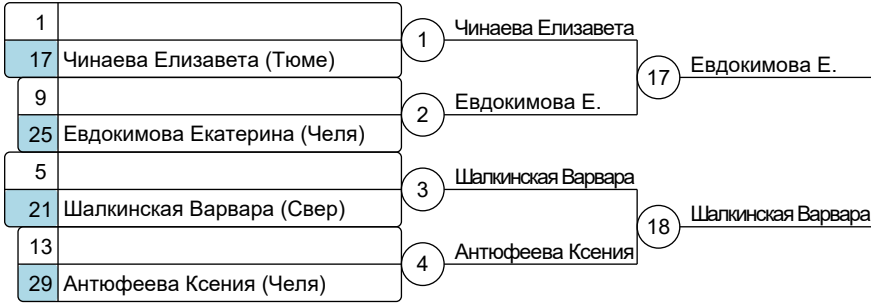 1
17 Чинаева Елизавета (Тюме)
9
25 Евдокимова Екатерина (Челя)
5
21 Шалкинская Варвара (Свер)
13
29 Антюфеева Ксения (Челя)
1 Чинаева Елизавета
2 Евдокимова Е.
3 Шалкинская Варвара
4 Антюфеева Ксения
17 Евдокимова Е.
18 Шалкинская Варвара